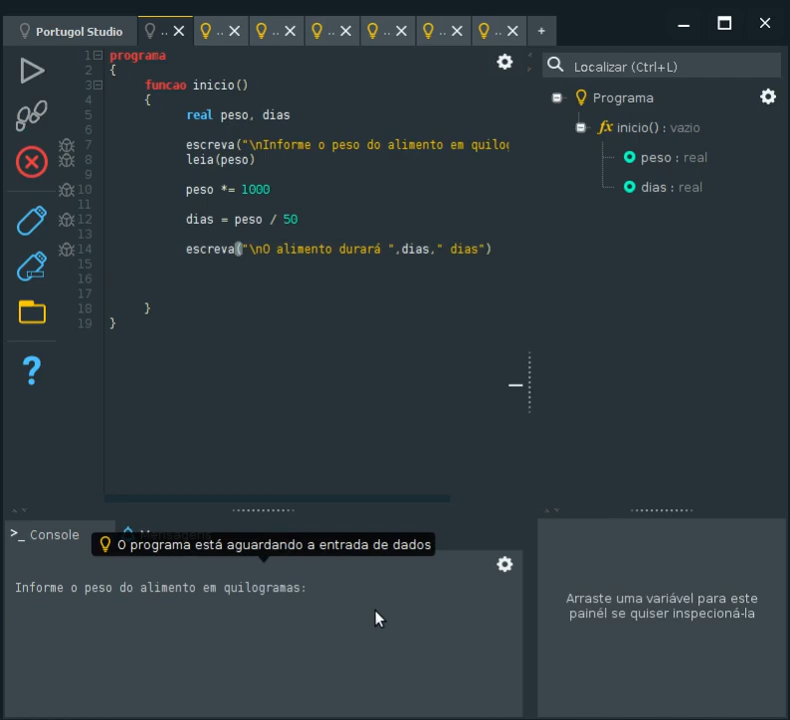 Portugol Studio .. .. .. .. .. .. .. +
1 programa
2 {
3 funcao inicio()
4 {
5 real peso, dias
6
7 escreva("\nInforme o peso do alimento em quilog
8 leia(peso)
9
10 peso *= 1000
11
12 dias = peso / 50
13
14 escreva("\nO alimento durará ",dias," dias")
15
16
17
18 }
19 }
?
Localizar (Ctrl+L)
Programa
fx inicio() : vazio
peso : real
dias : real
>_ Console
O programa está aguardando a entrada de dados
Informe o peso do alimento em quilogramas:
Arraste uma variável para este
painél se quiser inspecioná-la